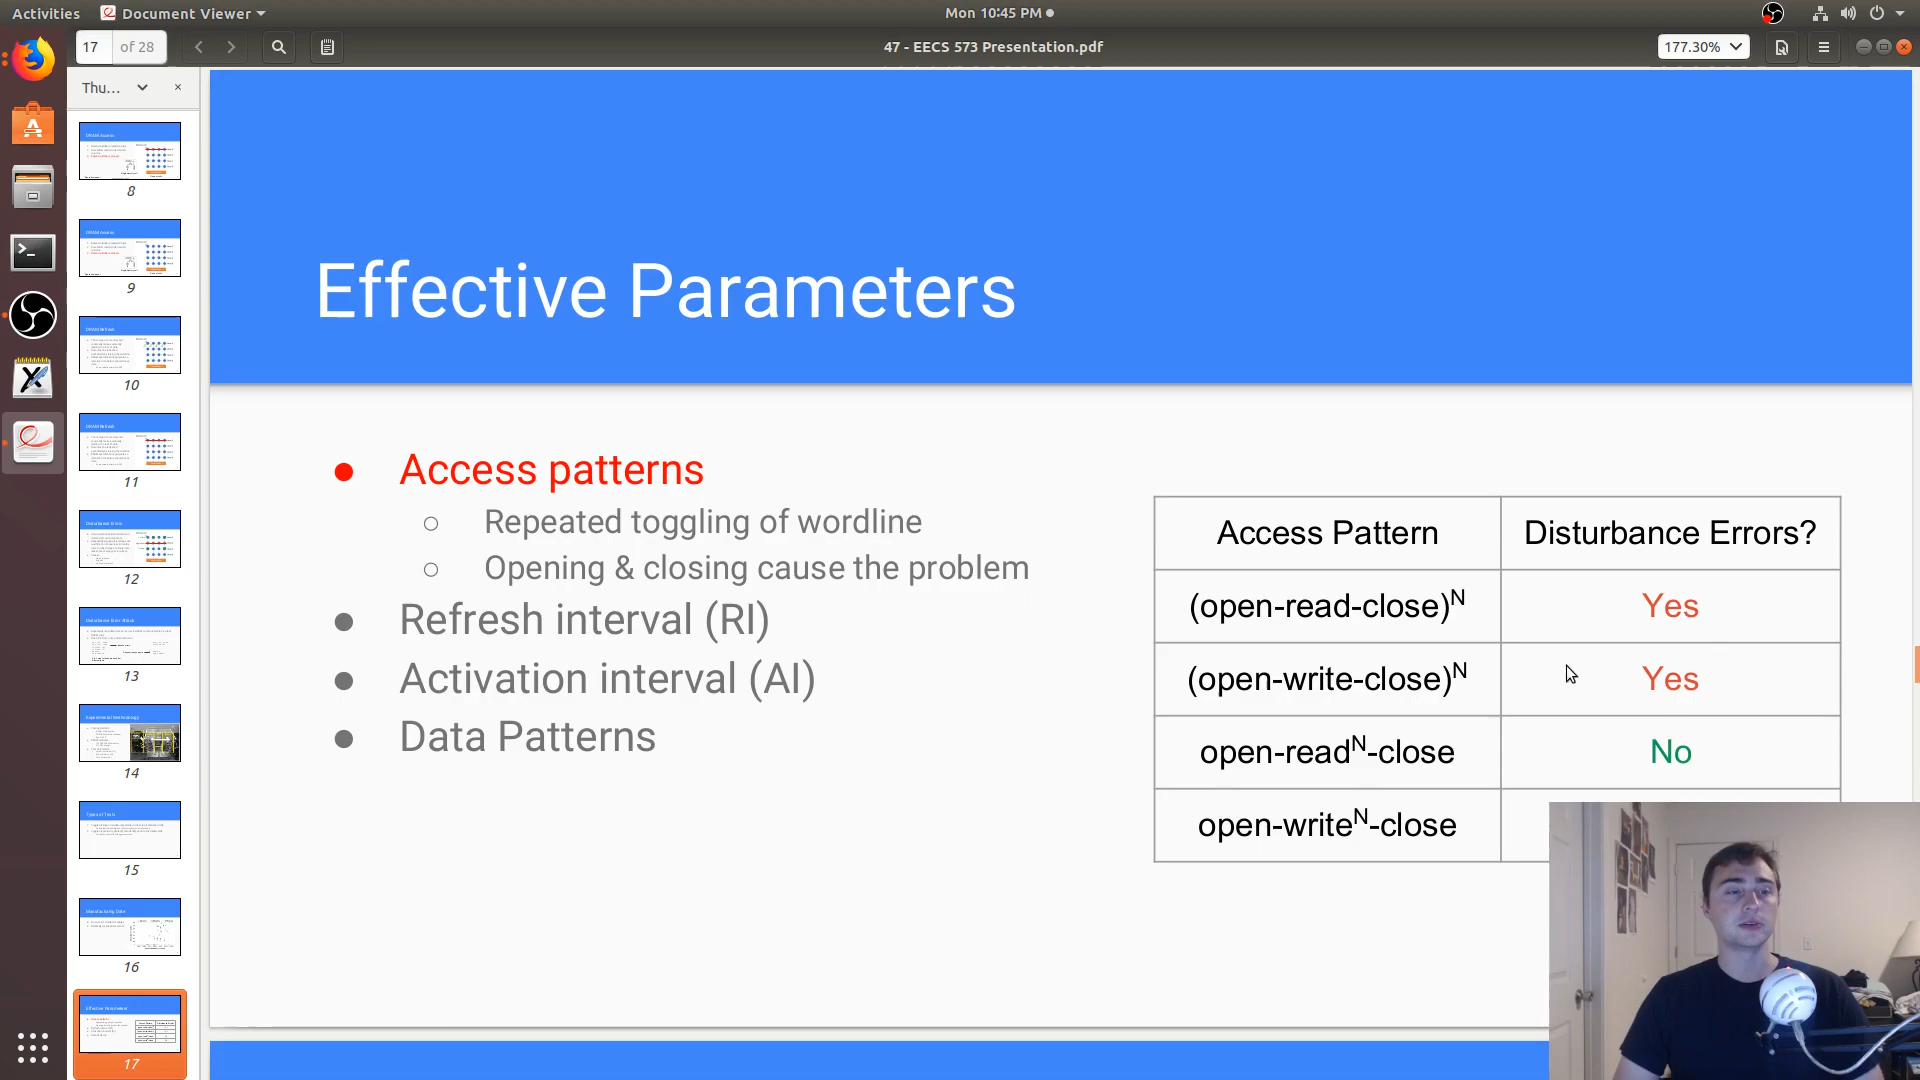 Activities
Document Viewer
Mon 10:45 PM
17 of 28
47 - EECS 573 Presentation.pdf
177.30%
Thu...
8
9
10
11
12
13
14
15
16
17
Effective Parameters
Access patterns
Repeated toggling of wordline
Opening & closing cause the problem
Refresh interval (RI)
Activation interval (AI)
Data Patterns
Access Pattern Disturbance Errors?
(open-read-close)^N Yes
(open-write-close)^N Yes
open-read^N-close No
open-write^N-close